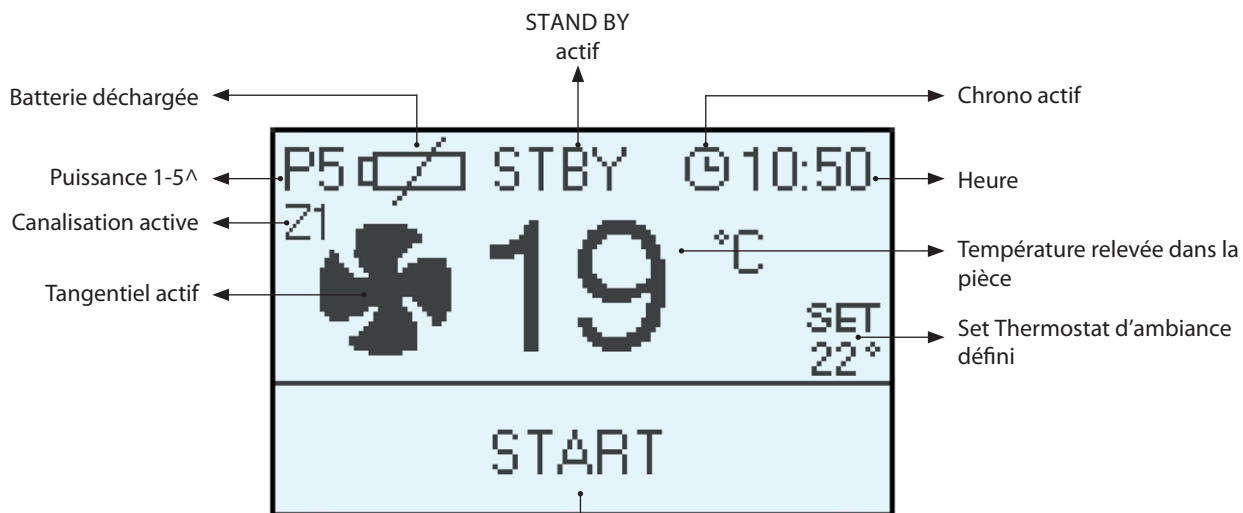 STAND BY
actif
Batterie déchargée
Chrono actif
P5 STBY 10:50
Puissance 1-5^
Heure
Canalisation active
Z1
19 °C
Température relevée dans la
pièce
Tangentiel actif
SET
22°
Set Thermostat d'ambiance
défini
START